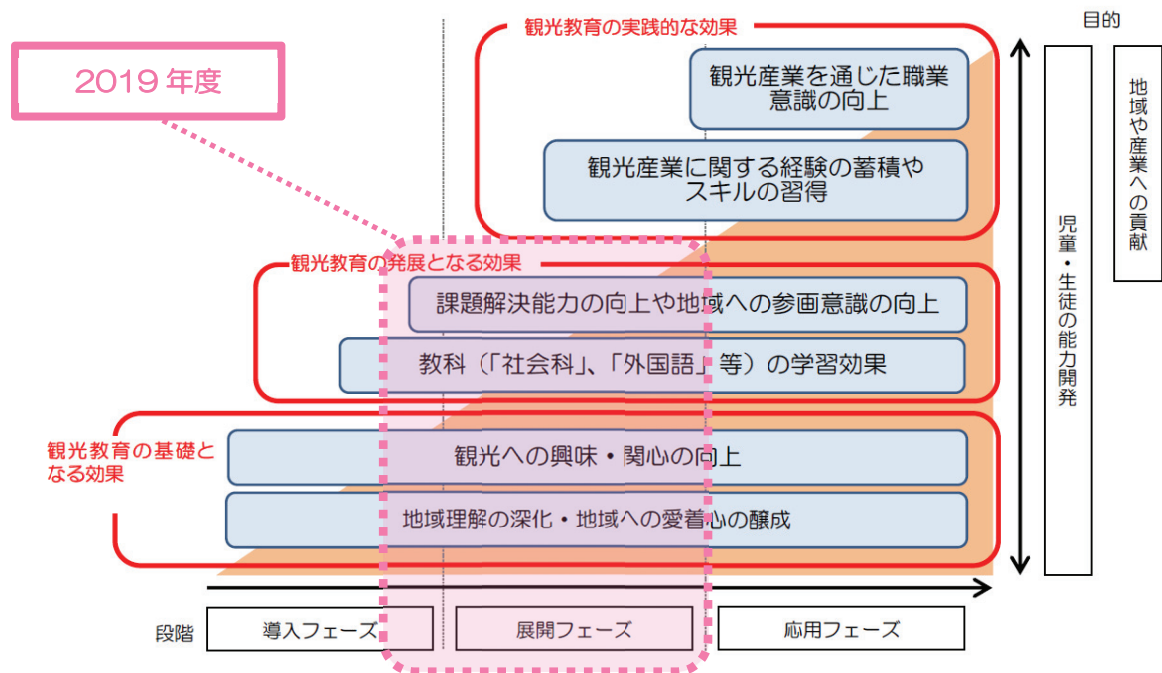 2019 年度
観光教育の実践的な効果
目的
観光産業を通じた職業
意識の向上
観光産業に関する経験の蓄積や
スキルの習得
地域や産業への貢献
児童・生徒の能力開発
観光教育の発展となる効果
課題解決能力の向上や地域への参画意識の向上
教科（「社会科」、「外国語」等）の学習効果
観光教育の基礎と
なる効果
観光への興味・関心の向上
地域理解の深化・地域への愛着心の醸成
段階
導入フェーズ
展開フェーズ
応用フェーズ